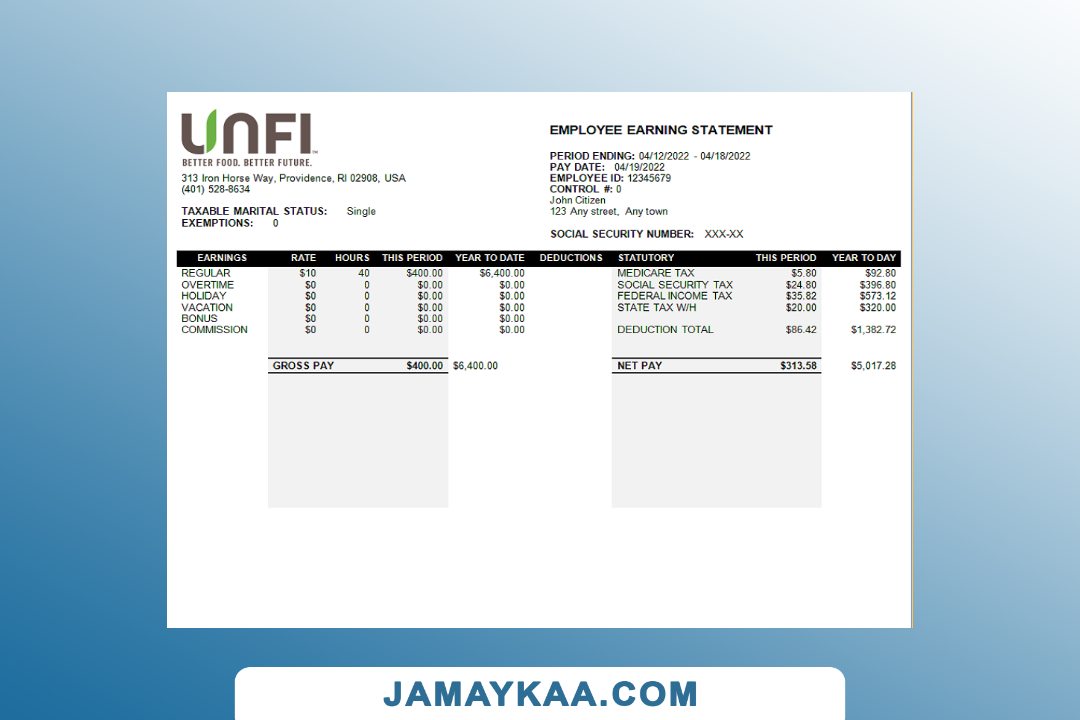 UNFI™
BETTER FOOD. BETTER FUTURE.
313 Iron Horse Way, Providence, RI 02908, USA
(401) 528-8634
TAXABLE MARITAL STATUS: Single
EXEMPTIONS: 0
EMPLOYEE EARNING STATEMENT
PERIOD ENDING: 04/12/2022 - 04/18/2022
PAY DATE: 04/19/2022
EMPLOYEE ID: 12345679
CONTROL #: 0
John Citizen
123 Any street, Any town
SOCIAL SECURITY NUMBER: XXX-XX
EARNINGS RATE HOURS THIS PERIOD YEAR TO DATE DEDUCTIONS STATUTORY THIS PERIOD YEAR TO DAY
REGULAR $10 40 $400.00 $6,400.00 MEDICARE TAX $5.80 $92.80
OVERTIME $0 0 $0.00 $0.00 SOCIAL SECURITY TAX $24.80 $396.80
HOLIDAY $0 0 $0.00 $0.00 FEDERAL INCOME TAX $35.82 $573.12
VACATION $0 0 $0.00 $0.00 STATE TAX W/H $20.00 $320.00
BONUS $0 0 $0.00 $0.00
COMMISSION $0 0 $0.00 $0.00 DEDUCTION TOTAL $86.42 $1,382.72
GROSS PAY $400.00 $6,400.00 NET PAY $313.58 $5,017.28
JAMAYKAA.COM